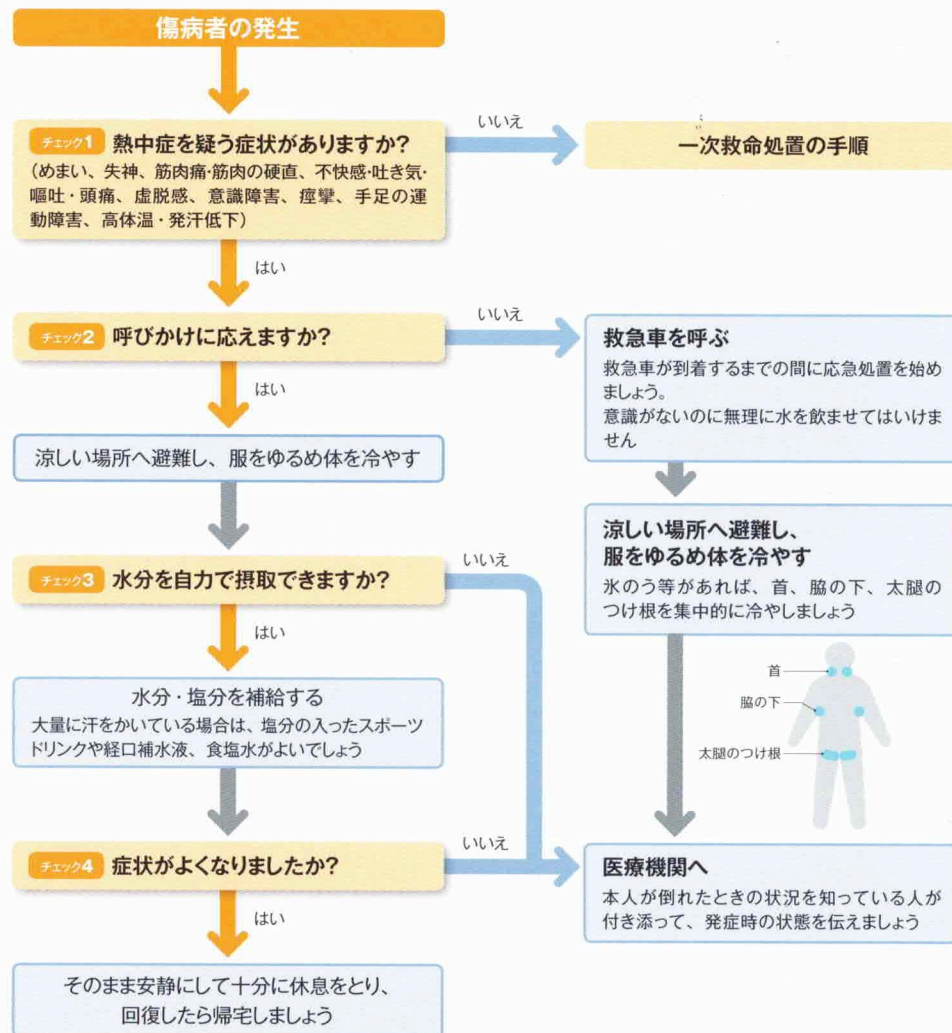 傷病者の発生
チェック1 熱中症を疑う症状がありますか?
(めまい、失神、筋肉痛・筋肉の硬直、不快感・吐き気・
嘔吐・頭痛、虚脱感、意識障害、痙攣、手足の運
動障害、高体温・発汗低下)
いいえ
一次救命処置の手順
はい
チェック2 呼びかけに応えますか?
いいえ
救急車を呼ぶ
救急車が到着するまでの間に応急処置を始め
ましょう。
意識がないのに無理に水を飲ませてはいけま
せん
はい
涼しい場所へ避難し、服をゆるめ体を冷やす
涼しい場所へ避難し、
服をゆるめ体を冷やす
氷のう等があれば、首、脇の下、太腿の
つけ根を集中的に冷やしましょう
首
脇の下
太腿のつけ根
チェック3 水分を自力で摂取できますか?
いいえ
はい
水分・塩分を補給する
大量に汗をかいている場合は、塩分の入ったスポーツ
ドリンクや経口補水液、食塩水がよいでしょう
チェック4 症状がよくなりましたか?
いいえ
医療機関へ
本人が倒れたときの状況を知っている人が
付き添って、発症時の状態を伝えましょう
はい
そのまま安静にして十分に休息をとり、
回復したら帰宅しましょう